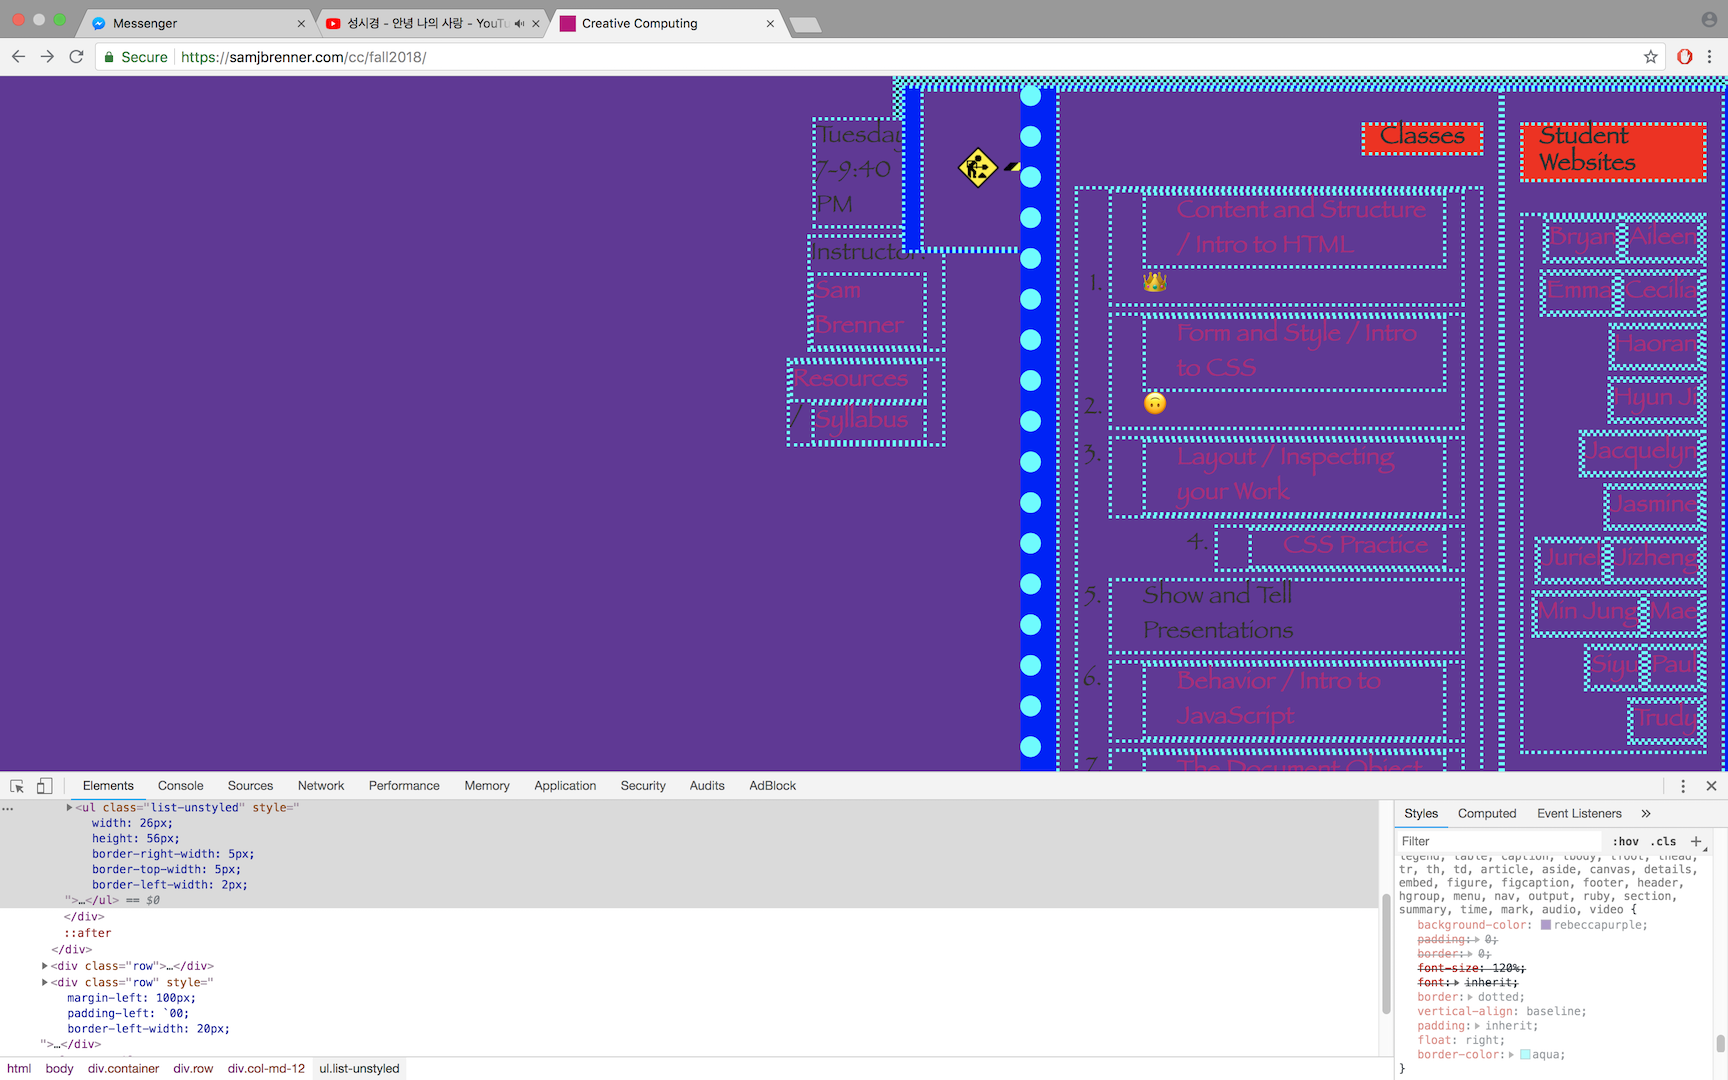 Messenger
성시경 - 안녕 나의 사랑 - YouTu
Creative Computing
Secure
https://samjbrenner.com/cc/fall2018/
Tuesday
7-9:40
PM
Instructor:
Sam
Brenner
Resources
/ Syllabus
Classes
Content and Structure
/ Intro to HTML
1. 👑
Form and Style / Intro
to CSS
2. 🙃
3. Layout / Inspecting
your Work
4. CSS Practice
5. Show and Tell
Presentations
6. Behavior / Intro to
JavaScript
7. The Document Object
Student
Websites
Bryan Aileen
Emma Cecilia
Haoran
Hyun Ji
Jacquelyn
Jasmine
Juriel Jizheng
Min Jung Mae
Siyu Paul
Trudy
Elements Console Sources Network Performance Memory Application Security Audits AdBlock
... ▶<ul class="list-unstyled" style="
width: 26px;
height: 56px;
border-right-width: 5px;
border-top-width: 5px;
border-left-width: 2px;
">…</ul> == $0
</div>
::after
</div>
▶<div class="row">…</div>
▶<div class="row" style="
margin-left: 100px;
padding-left: `00;
border-left-width: 20px;
">…</div>
html body div.container div.row div.col-md-12 ul.list-unstyled
Styles Computed Event Listeners »
Filter :hov .cls +
legend, table, caption, tbody, tfoot, thead,
tr, th, td, article, aside, canvas, details,
embed, figure, figcaption, footer, header,
hgroup, menu, nav, output, ruby, section,
summary, time, mark, audio, video {
background-color: rebeccapurple;
padding:▶ 0;
border:▶ 0;
font-size: 120%;
font:▶ inherit;
border:▶ dotted;
vertical-align: baseline;
padding:▶ inherit;
float: right;
border-color:▶ aqua;
}